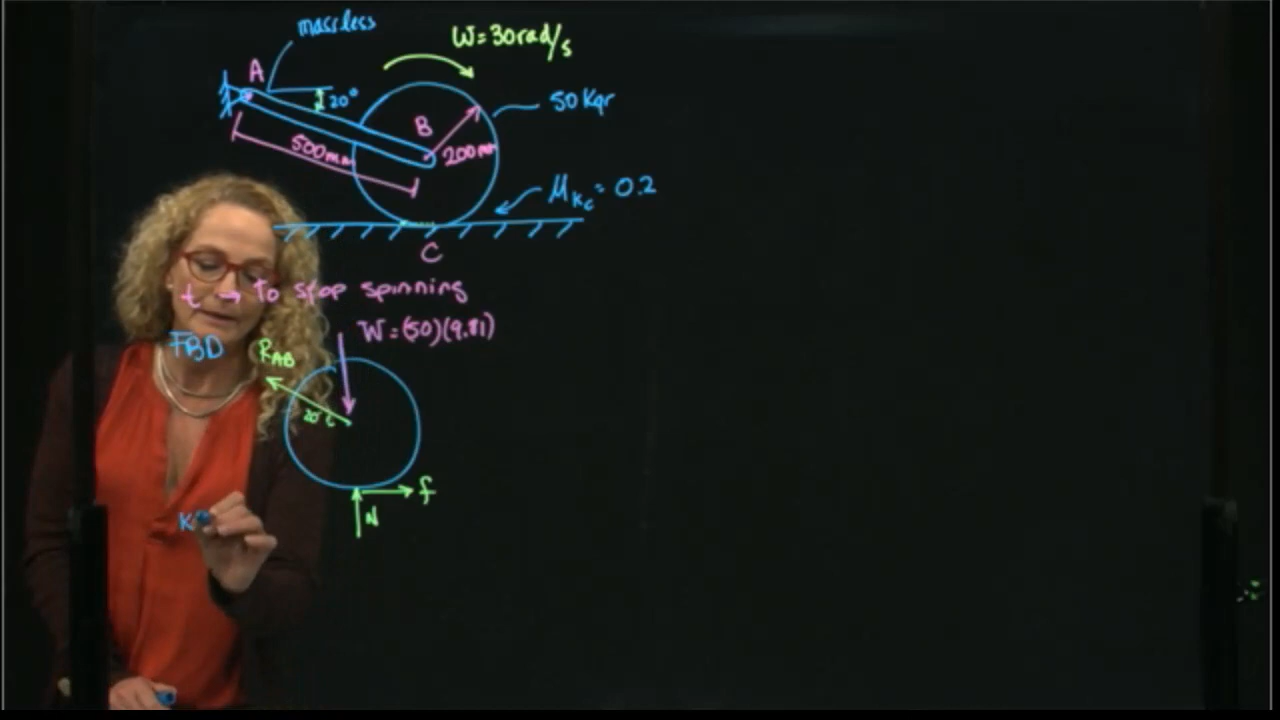 massless
W=30rad/s
A
20°
50 Kgr
B
500mm
200mm
μKc = 0.2
C
t → To stop spinning
W = (50)(9.81)
FBD
RAB
20°
f
N
K